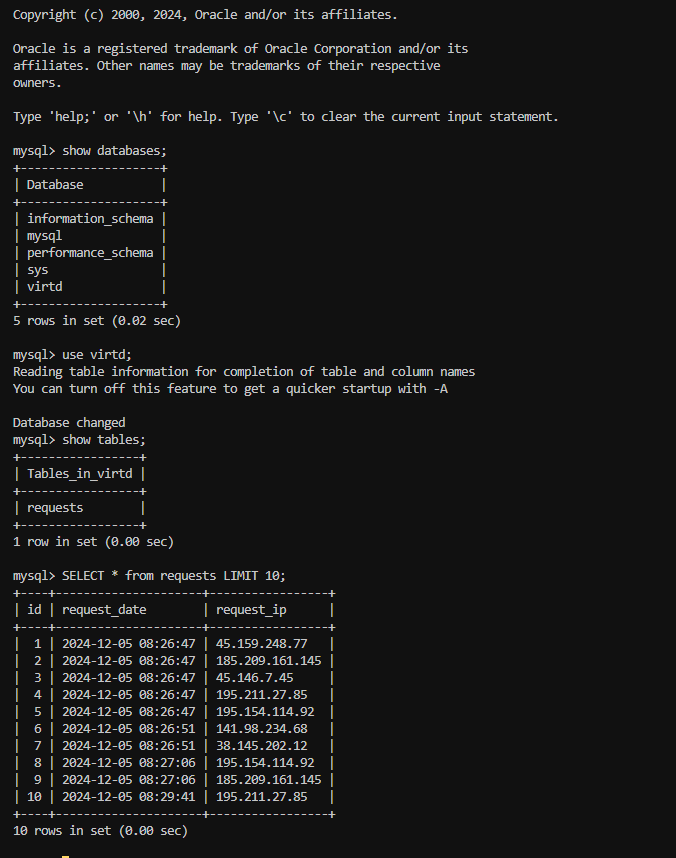 Copyright (c) 2000, 2024, Oracle and/or its affiliates.

Oracle is a registered trademark of Oracle Corporation and/or its
affiliates. Other names may be trademarks of their respective
owners.

Type 'help;' or '\h' for help. Type '\c' to clear the current input statement.

mysql> show databases;
+--------------------+
| Database           |
+--------------------+
| information_schema |
| mysql              |
| performance_schema |
| sys                |
| virtd              |
+--------------------+
5 rows in set (0.02 sec)

mysql> use virtd;
Reading table information for completion of table and column names
You can turn off this feature to get a quicker startup with -A

Database changed
mysql> show tables;
+-----------------+
| Tables_in_virtd |
+-----------------+
| requests        |
+-----------------+
1 row in set (0.00 sec)

mysql> SELECT * from requests LIMIT 10;
+----+---------------------+-----------------+
| id | request_date        | request_ip      |
+----+---------------------+-----------------+
|  1 | 2024-12-05 08:26:47 | 45.159.248.77   |
|  2 | 2024-12-05 08:26:47 | 185.209.161.145 |
|  3 | 2024-12-05 08:26:47 | 45.146.7.45     |
|  4 | 2024-12-05 08:26:47 | 195.211.27.85   |
|  5 | 2024-12-05 08:26:47 | 195.154.114.92  |
|  6 | 2024-12-05 08:26:51 | 141.98.234.68   |
|  7 | 2024-12-05 08:26:51 | 38.145.202.12   |
|  8 | 2024-12-05 08:27:06 | 195.154.114.92  |
|  9 | 2024-12-05 08:27:06 | 185.209.161.145 |
| 10 | 2024-12-05 08:29:41 | 195.211.27.85   |
+----+---------------------+-----------------+
10 rows in set (0.00 sec)